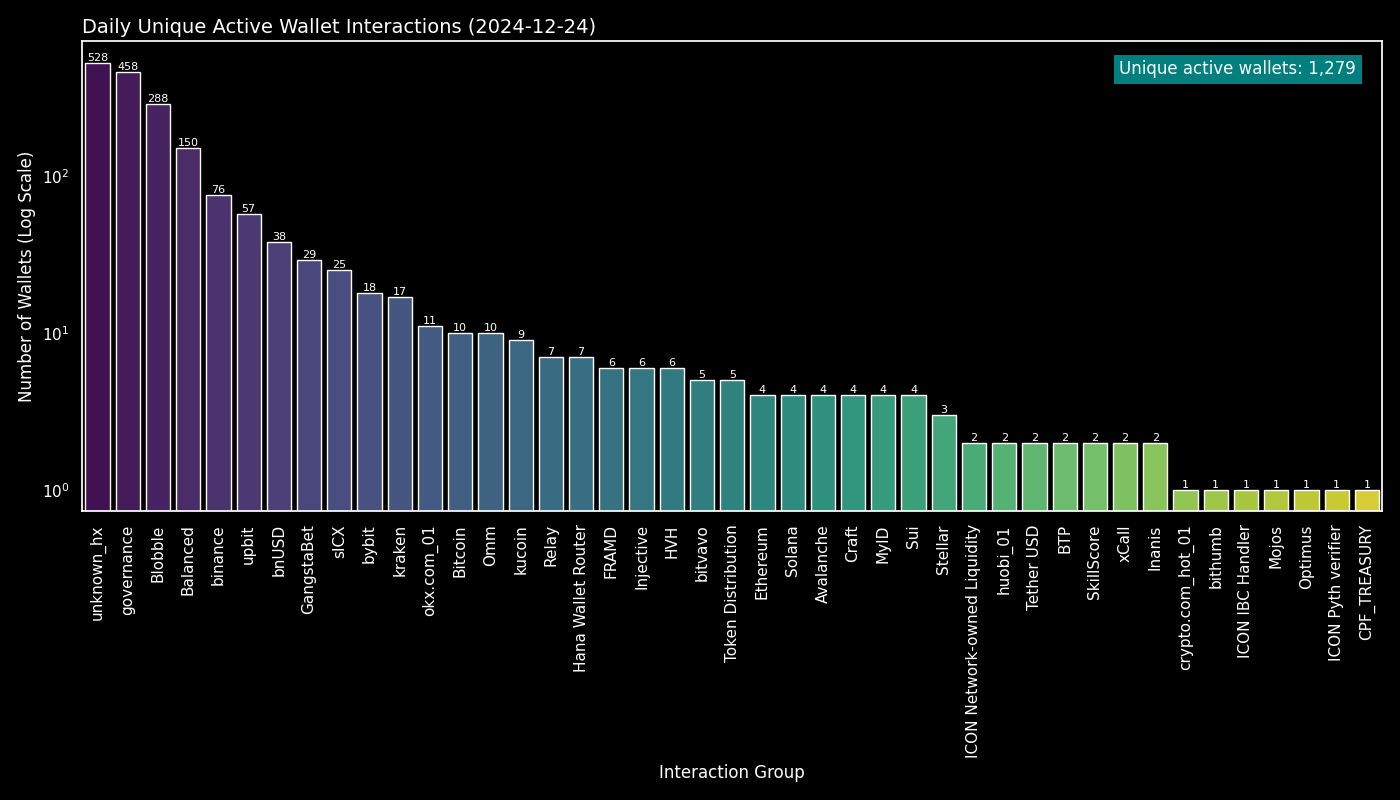 Daily Unique Active Wallet Interactions (2024-12-24)
Unique active wallets: 1,279
Number of Wallets (Log Scale)
10²
10¹
10⁰
528
458
288
150
76
57
38
29
25
18
17
11
10
10
9
7
7
6
6
6
5
5
4
4
4
4
4
4
3
2
2
2
2
2
2
2
1
1
1
1
1
1
1
unknown_hx
governance
Blobble
Balanced
binance
upbit
bnUSD
GangstaBet
sICX
bybit
kraken
okx.com_01
Bitcoin
Omm
kucoin
Relay
Hana Wallet Router
FRAMD
Injective
HVH
bitvavo
Token Distribution
Ethereum
Solana
Avalanche
Craft
MyID
Sui
Stellar
ICON Network-owned Liquidity
huobi_01
Tether USD
BTP
SkillScore
xCall
Inanis
crypto.com_hot_01
bithumb
ICON IBC Handler
Mojos
Optimus
ICON Pyth verifier
CPF_TREASURY
Interaction Group